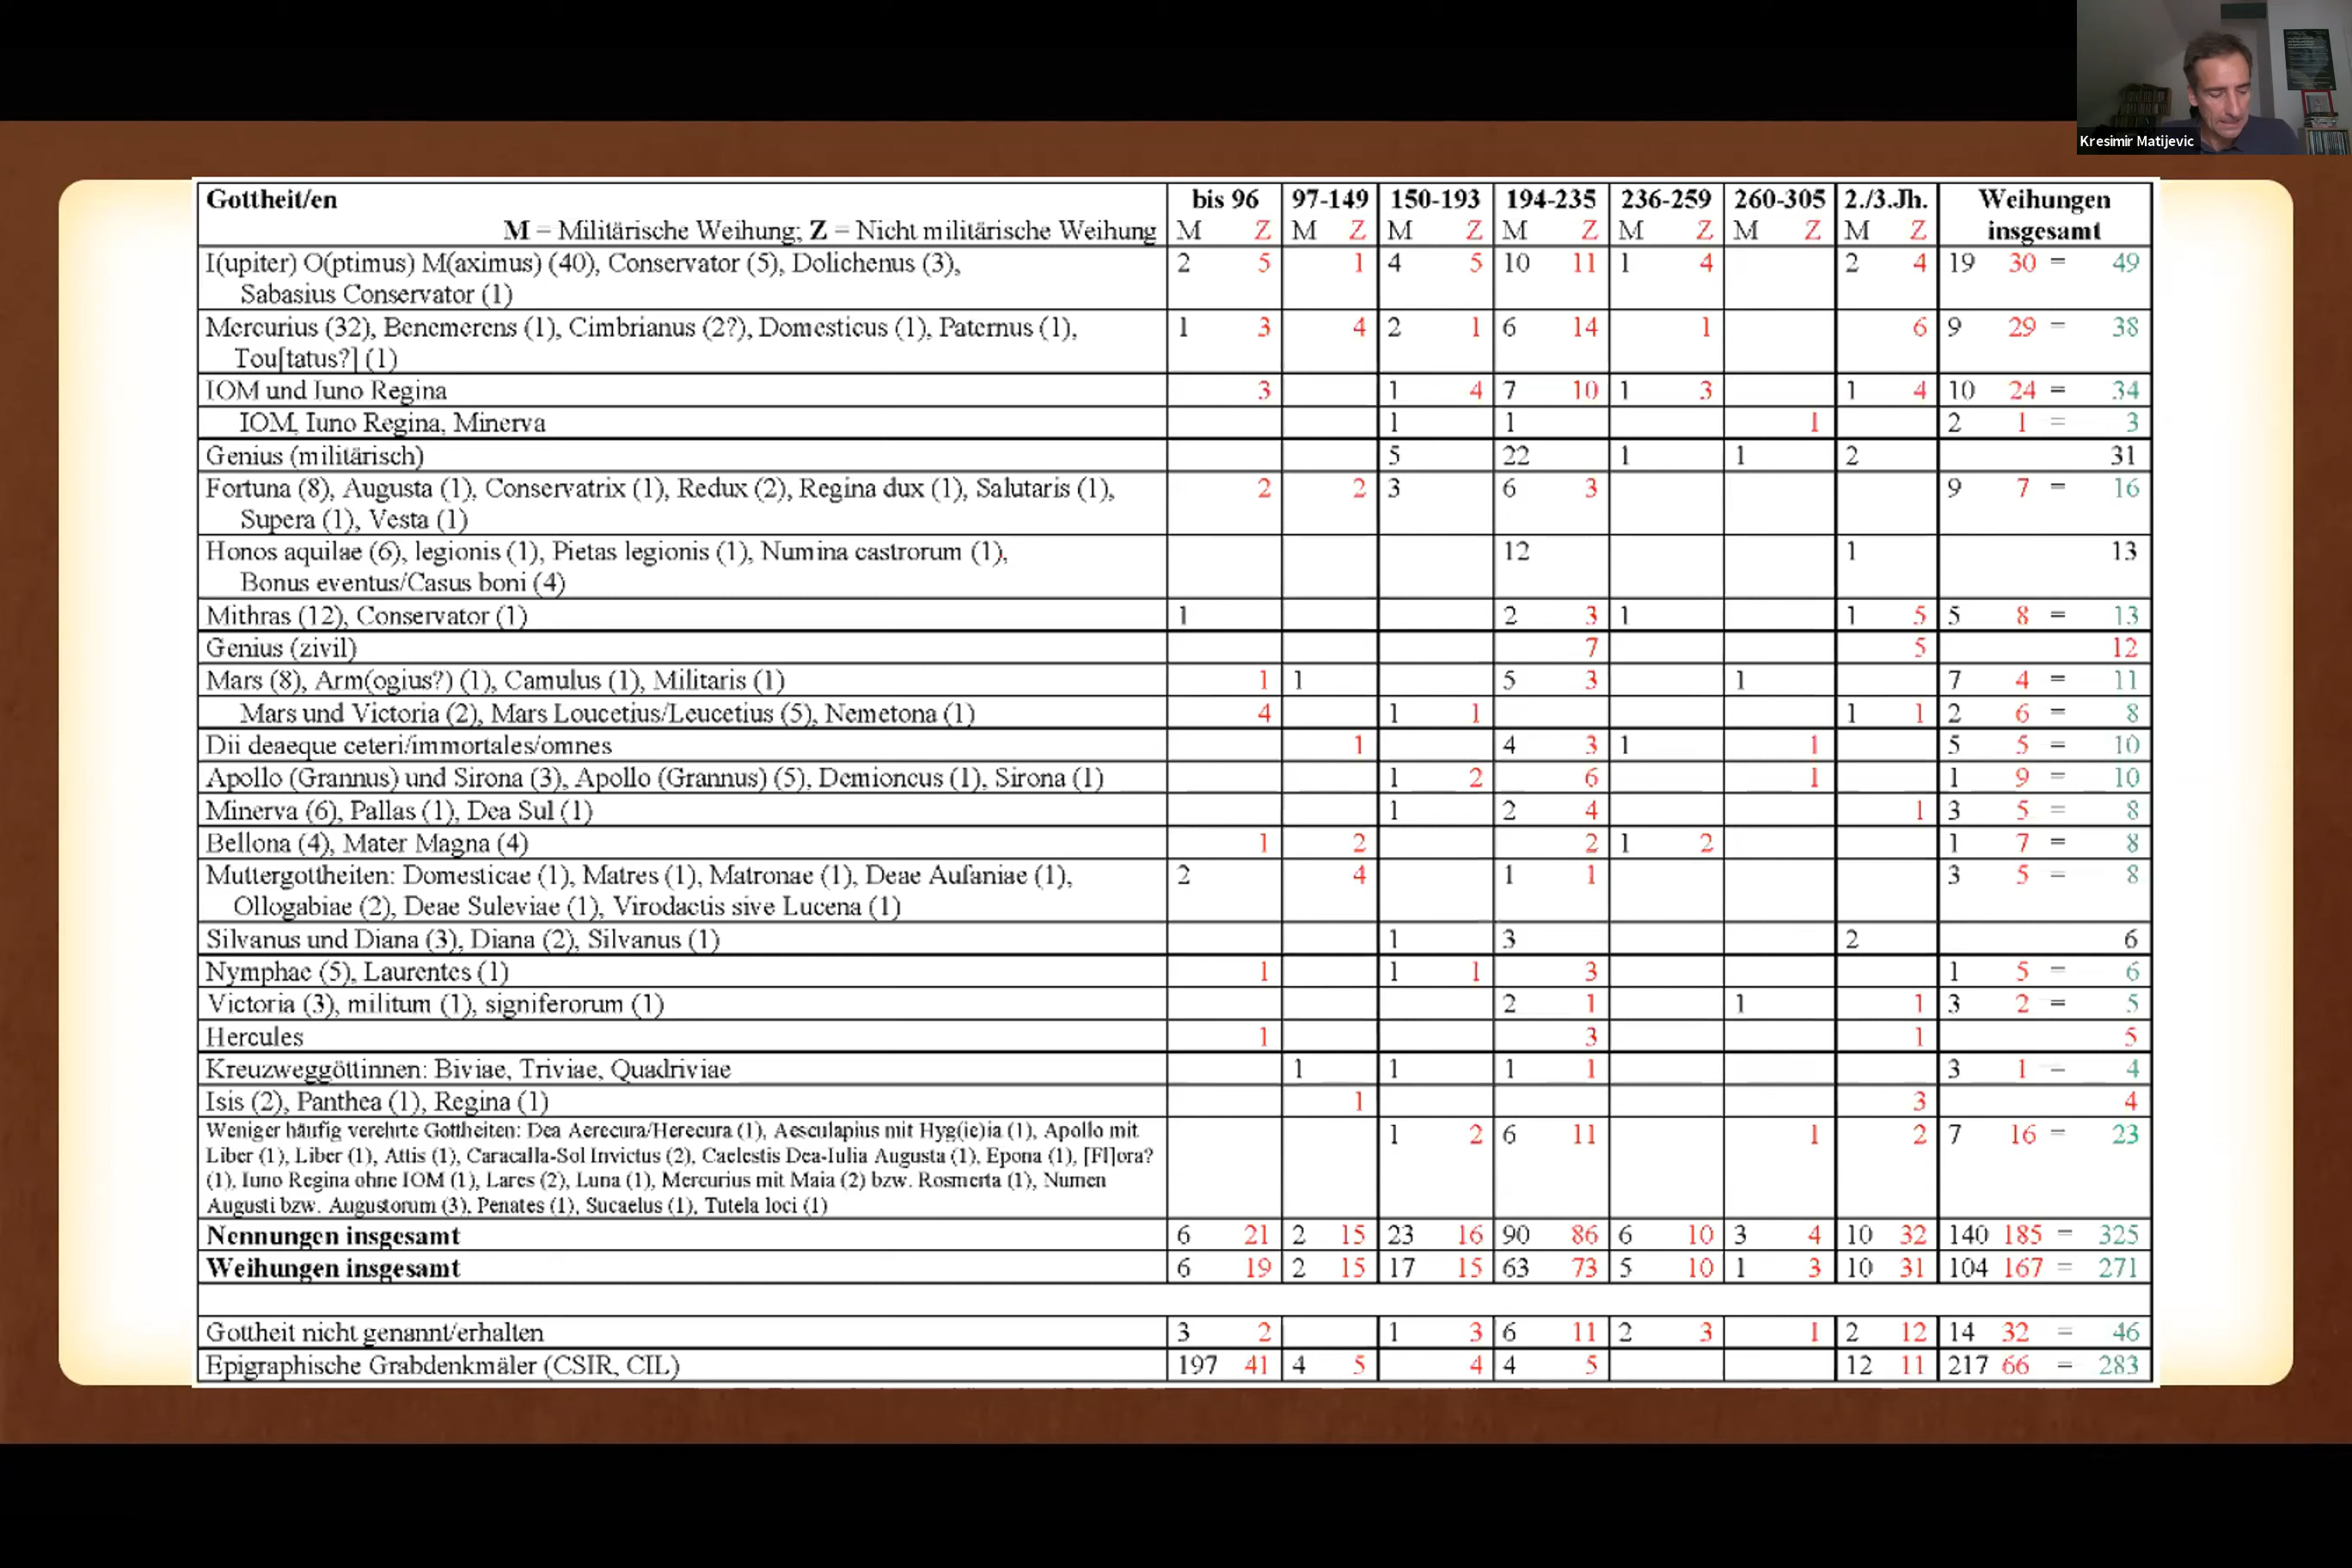 Kresimir Matijevic
Gottheit/en bis 96 97-149 150-193 194-235 236-259 260-305 2./3.Jh. Weihungen
M = Militärische Weihung; Z = Nicht militärische Weihung M Z M Z M Z M Z M Z M Z M Z insgesamt
I(upiter) O(ptimus) M(aximus) (40), Conservator (5), Dolichenus (3), 2 5 1 4 5 10 11 1 4 2 4 19 30 = 49
Sabasius Conservator (1)
Mercurius (32), Benemerens (1), Cimbrianus (2?), Domesticus (1), Paternus (1), 1 3 4 2 1 6 14 1 6 9 29 = 38
Tou[tatus?] (1)
IOM und Iuno Regina 3 1 4 7 10 1 3 1 4 10 24 = 34
IOM, Iuno Regina, Minerva 1 1 1 2 1 = 3
Genius (militärisch) 5 22 1 1 2 31
Fortuna (8), Augusta (1), Conservatrix (1), Redux (2), Regina dux (1), Salutaris (1), 2 2 3 6 3 9 7 = 16
Supera (1), Vesta (1)
Honos aquilae (6), legionis (1), Pietas legionis (1), Numina castrorum (1), 12 1 13
Bonus eventus/Casus boni (4)
Mithras (12), Conservator (1) 1 2 3 1 1 5 5 8 = 13
Genius (zivil) 7 5 12
Mars (8), Arm(ogius?) (1), Camulus (1), Militaris (1) 1 1 5 3 1 7 4 = 11
Mars und Victoria (2), Mars Loucetius/Leucetius (5), Nemetona (1) 4 1 1 1 1 2 6 = 8
Dii deaeque ceteri/immortales/omnes 1 4 3 1 1 5 5 = 10
Apollo (Grannus) und Sirona (3), Apollo (Grannus) (5), Demioncus (1), Sirona (1) 1 2 6 1 1 9 = 10
Minerva (6), Pallas (1), Dea Sul (1) 1 2 4 1 3 5 = 8
Bellona (4), Mater Magna (4) 1 2 2 1 2 1 7 = 8
Muttergottheiten: Domesticae (1), Matres (1), Matronae (1), Deae Aufaniae (1), 2 4 1 1 3 5 = 8
Ollogabiae (2), Deae Suleviae (1), Virodactis sive Lucena (1)
Silvanus und Diana (3), Diana (2), Silvanus (1) 1 3 2 6
Nymphae (5), Laurentes (1) 1 1 1 3 1 5 = 6
Victoria (3), militum (1), signiferorum (1) 2 1 1 1 3 2 = 5
Hercules 1 3 1 5
Kreuzweggöttinnen: Biviae, Triviae, Quadriviae 1 1 1 1 3 1 = 4
Isis (2), Panthea (1), Regina (1) 1 3 4
Weniger häufig verehrte Gottheiten: Dea Aerecura/Herecura (1), Aesculapius mit Hyg(ie)ia (1), Apollo mit 1 2 6 11 1 2 7 16 = 23
Liber (1), Liber (1), Attis (1), Caracalla-Sol Invictus (2), Caelestis Dea-Iulia Augusta (1), Epona (1), [Fl]ora?
(1), Iuno Regina ohne IOM (1), Lares (2), Luna (1), Mercurius mit Maia (2) bzw. Rosmerta (1), Numen
Augusti bzw. Augustorum (3), Penates (1), Sucaelus (1), Tutela loci (1)
Nennungen insgesamt 6 21 2 15 23 16 90 86 6 10 3 4 10 32 140 185 = 325
Weihungen insgesamt 6 19 2 15 17 15 63 73 5 10 1 3 10 31 104 167 = 271
Gottheit nicht genannt/erhalten 3 2 1 3 6 11 2 3 1 2 12 14 32 = 46
Epigraphische Grabdenkmäler (CSIR, CIL) 197 41 4 5 4 4 5 12 11 217 66 = 283